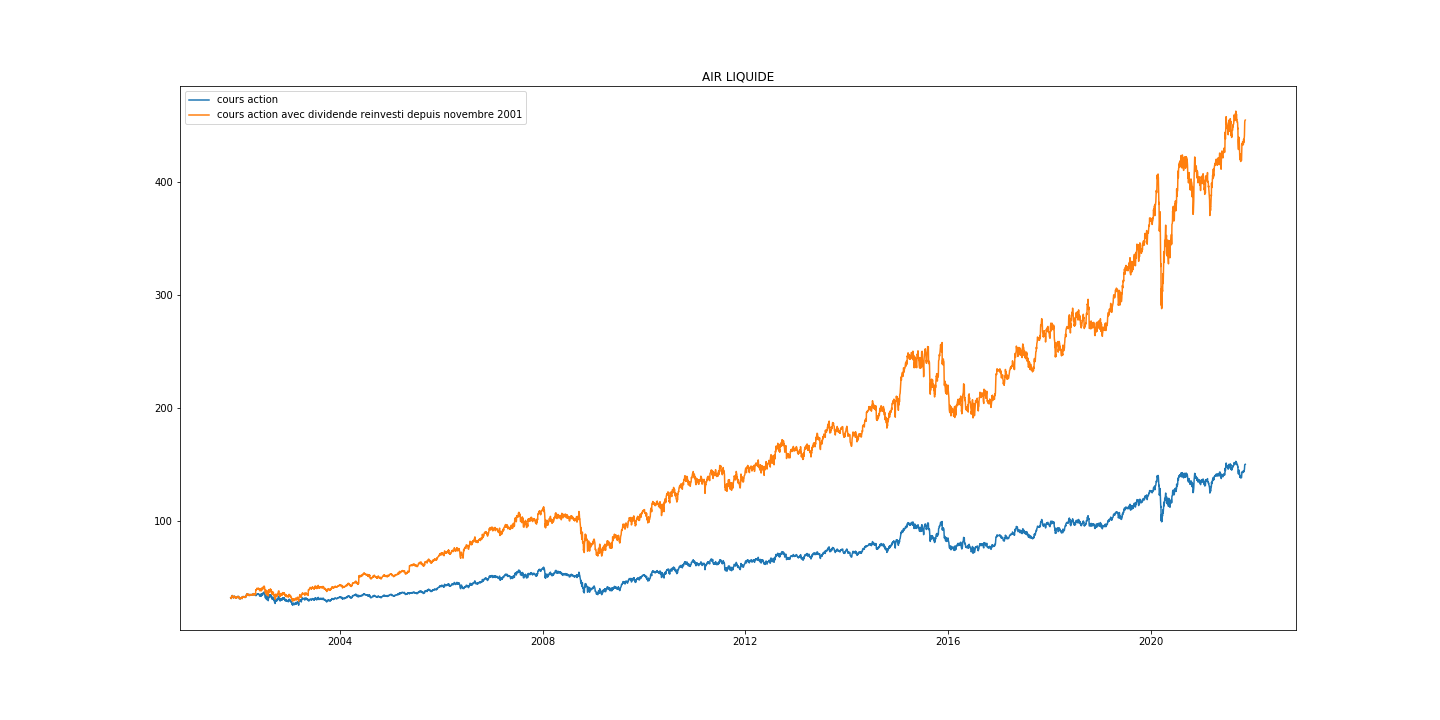 AIR LIQUIDE
cours action
cours action avec dividende reinvesti depuis novembre 2001
400
300
200
100
2004 2008 2012 2016 2020